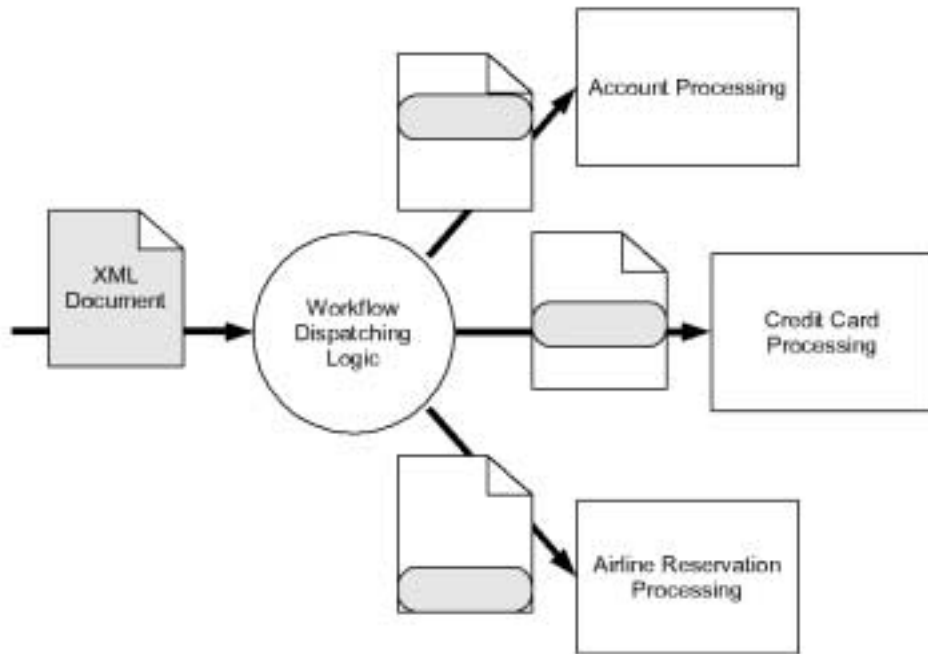 Account Processing
XML
Document
Workflow
Dispatching
Logic
Credit Card
Processing
Airline Reservation
Processing